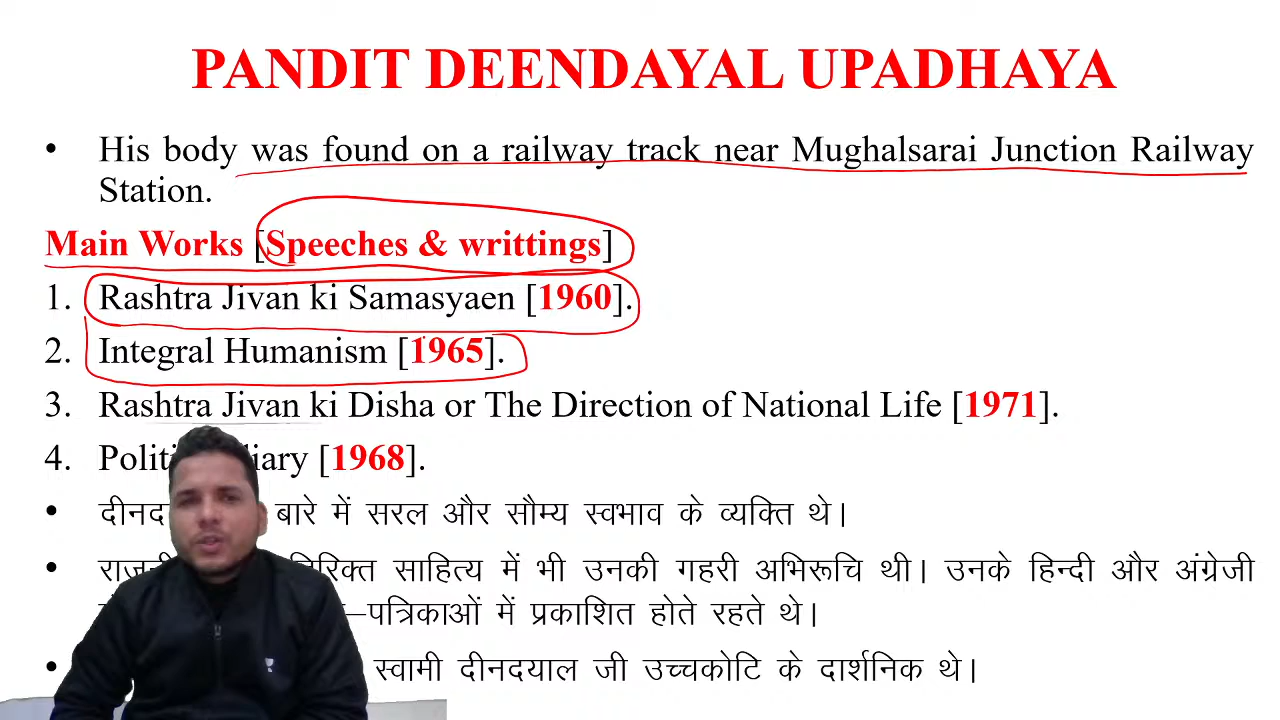 PANDIT DEENDAYAL UPADHAYA
• His body was found on a railway track near Mughalsarai Junction Railway
Station.
Main Works [Speeches & writtings]
1. Rashtra Jivan ki Samasyaen [1960].
2. Integral Humanism [1965].
3. Rashtra Jivan ki Disha or The Direction of National Life [1971].
4. [1968].
• बारे में सरल और सौम्य स्वभाव के व्यक्ति थे।
• साहित्य में भी उनकी गहरी अभिरूचि थी। उनके हिन्दी और अंग्रेजी
–पत्रिकाओं में प्रकाशित होते रहते थे।
• स्वामी दीनदयाल जी उच्चकोटि के दार्शनिक थे।